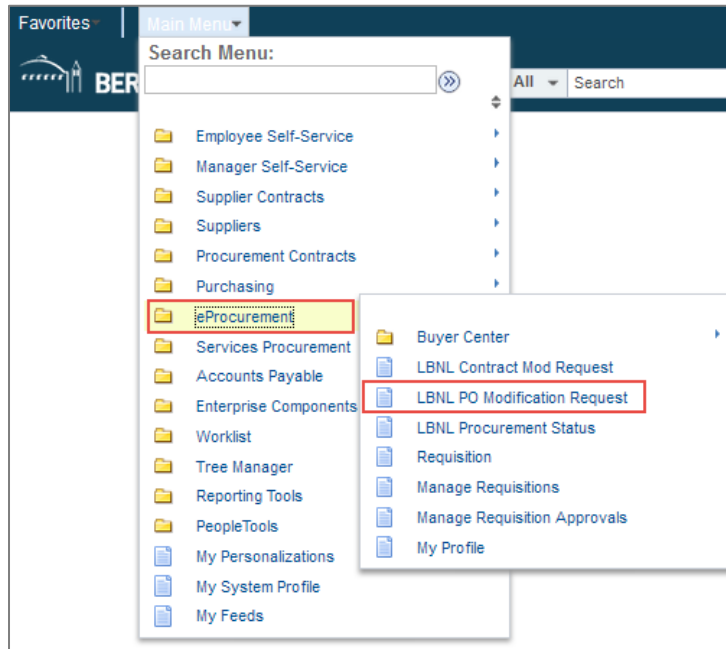 Favorites Main Menu
Search Menu:
BER
All Search
Employee Self-Service
Manager Self-Service
Supplier Contracts
Suppliers
Procurement Contracts
Purchasing
eProcurement
Services Procurement
Accounts Payable
Enterprise Components
Worklist
Tree Manager
Reporting Tools
PeopleTools
My Personalizations
My System Profile
My Feeds
Buyer Center
LBNL Contract Mod Request
LBNL PO Modification Request
LBNL Procurement Status
Requisition
Manage Requisitions
Manage Requisition Approvals
My Profile